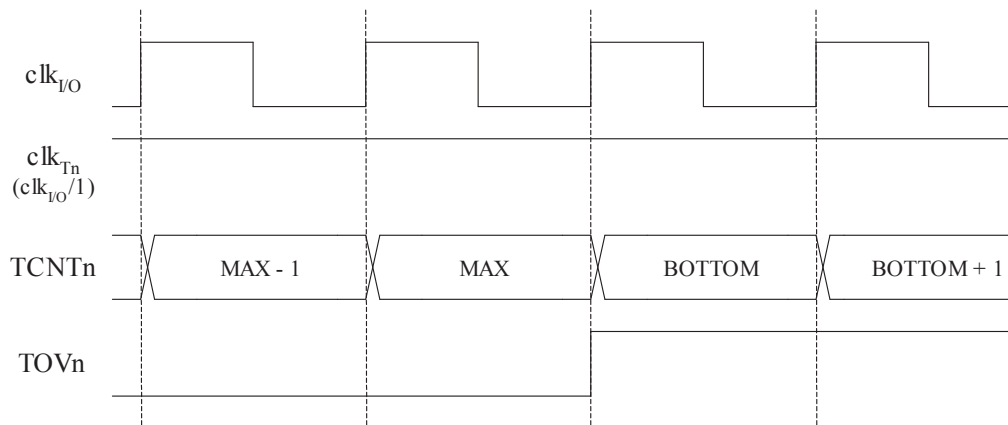 clkI/O
clkTn
(clkI/O/1)
TCNTn MAX - 1 MAX BOTTOM BOTTOM + 1
TOVn